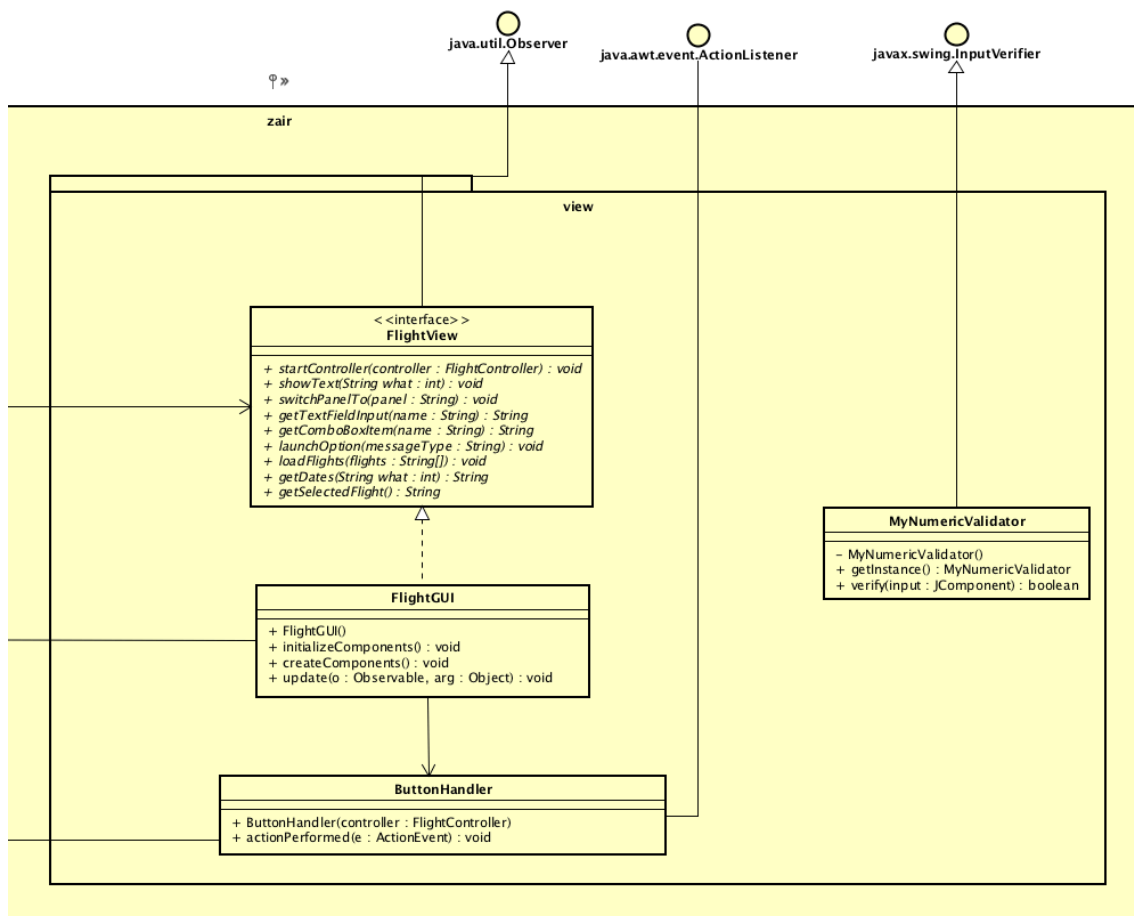 java.util.Observer
java.awt.event.ActionListener
javax.swing.InputVerifier
zair
view
<<interface>>
FlightView
+ startController(controller : FlightController) : void
+ showText(String what : int) : void
+ switchPanelTo(panel : String) : void
+ getTextFieldInput(name : String) : String
+ getComboBoxItem(name : String) : String
+ launchOption(messageType : String) : void
+ loadFlights(flights : String[]) : void
+ getDates(String what : int) : String
+ getSelectedFlight() : String
MyNumericValidator
- MyNumericValidator()
+ getInstance() : MyNumericValidator
+ verify(input : JComponent) : boolean
FlightGUI
+ FlightGUI()
+ initializeComponents() : void
+ createComponents() : void
+ update(o : Observable, arg : Object) : void
ButtonHandler
+ ButtonHandler(controller : FlightController)
+ actionPerformed(e : ActionEvent) : void